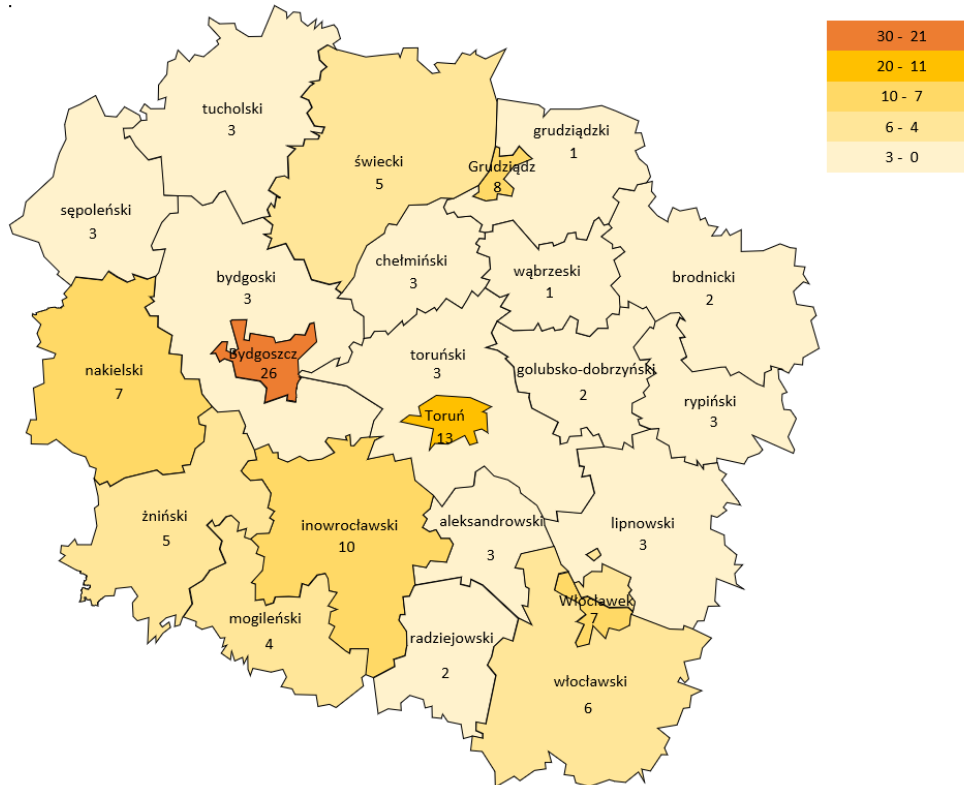 30 - 21
20 - 11
10 - 7
6 - 4
3 - 0
tucholski
3
świecki
5
grudziądzki
1
Grudziądz
8
sępoleński
3
bydgoski
3
chełmiński
3
wąbrzeski
1
brodnicki
2
Bydgoszcz
26
nakielski
7
toruński
3
golubsko-dobrzyński
2
rypiński
3
Toruń
13
żniński
5
inowrocławski
10
aleksandrowski
3
lipnowski
3
mogileński
4
radziejowski
2
Włocławek
7
włocławski
6